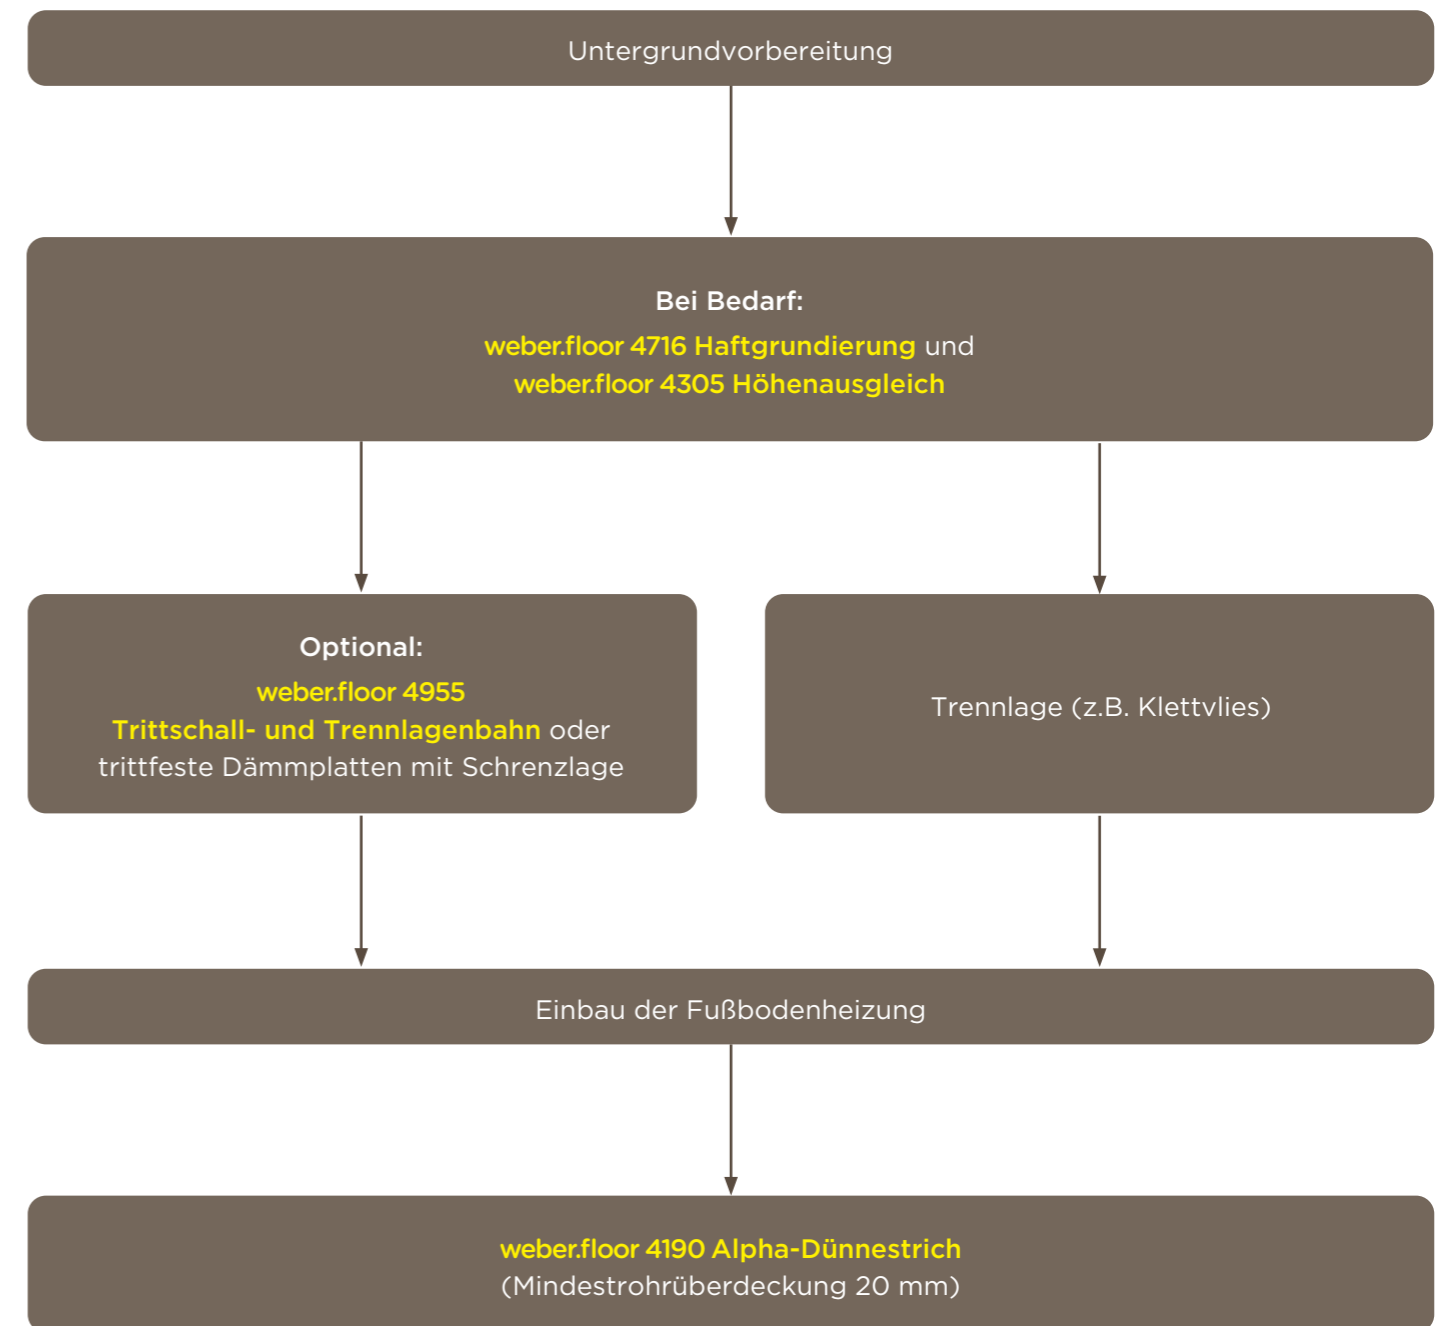 Untergrundvorbereitung
Bei Bedarf:
weber.floor 4716 Haftgrundierung und
weber.floor 4305 Höhenausgleich
Optional:
weber.floor 4955
Trittschall- und Trennlagenbahn oder
trittfeste Dämmplatten mit Schrenzlage
Trennlage (z.B. Klettvlies)
Einbau der Fußbodenheizung
weber.floor 4190 Alpha-Dünnestrich
(Mindestrohrüberdeckung 20 mm)